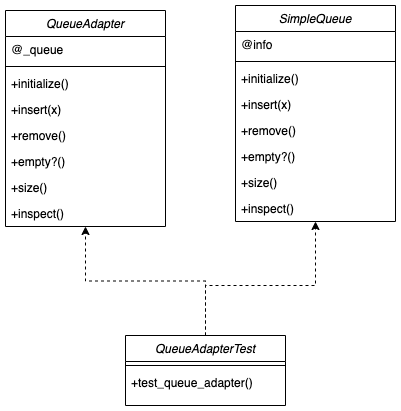 QueueAdapter
@_queue
+initialize()
+insert(x)
+remove()
+empty?()
+size()
+inspect()
SimpleQueue
@info
+initialize()
+insert(x)
+remove()
+empty?()
+size()
+inspect()
QueueAdapterTest
+test_queue_adapter()